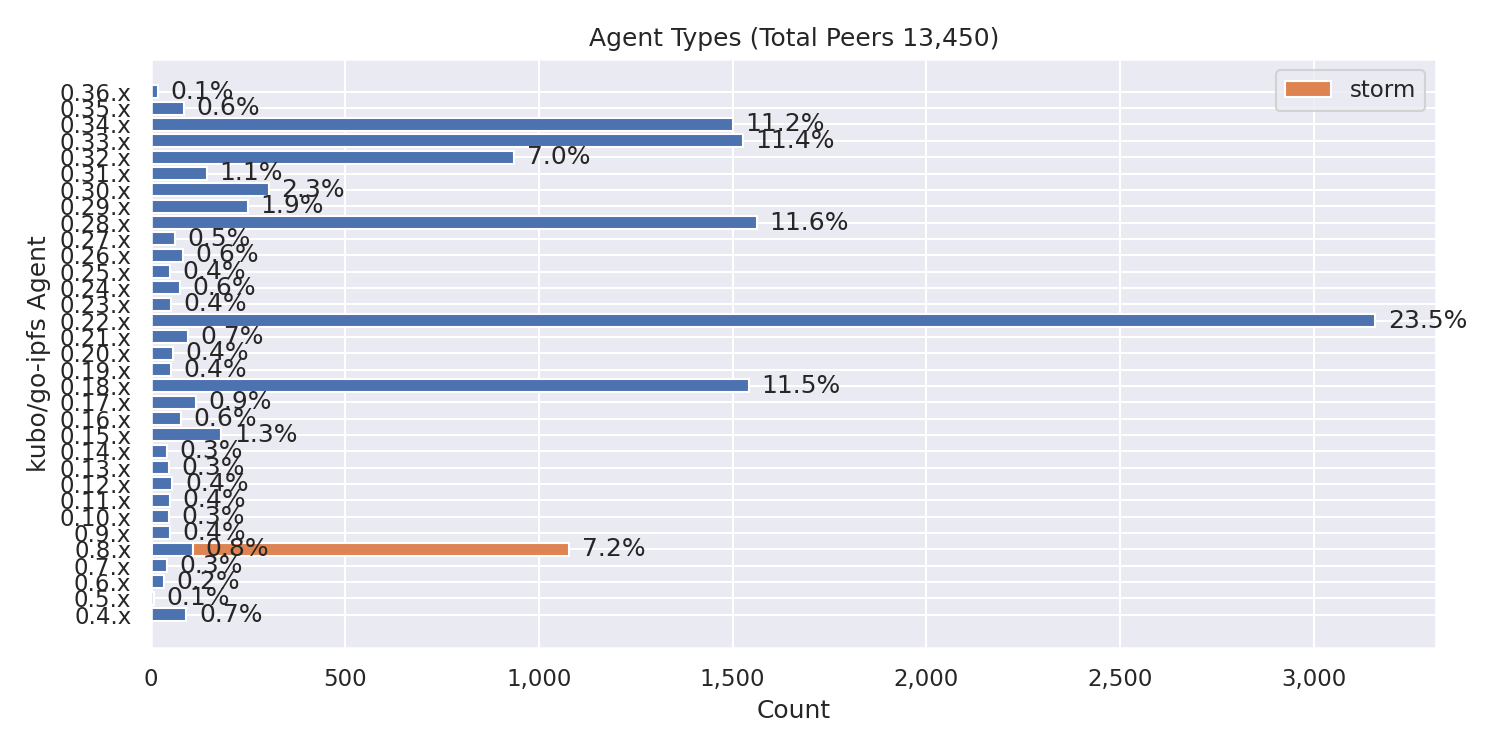 Agent Types (Total Peers 13,450)
storm
kubo/go-ipfs Agent
0.36.x 0.1%
0.35.x 0.6%
0.34.x 11.2%
0.33.x 11.4%
0.32.x 7.0%
0.31.x 1.1%
0.30.x 2.3%
0.29.x 1.9%
0.28.x 11.6%
0.27.x 0.5%
0.26.x 0.6%
0.25.x 0.4%
0.24.x 0.6%
0.23.x 0.4%
0.22.x 23.5%
0.21.x 0.7%
0.20.x 0.4%
0.19.x 0.4%
0.18.x 11.5%
0.17.x 0.9%
0.16.x 0.6%
0.15.x 1.3%
0.14.x 0.3%
0.13.x 0.3%
0.12.x 0.4%
0.11.x 0.4%
0.10.x 0.3%
0.9.x 0.4%
0.8.x 0.8% 7.2%
0.7.x 0.3%
0.6.x 0.2%
0.5.x 0.1%
0.4.x 0.7%
0 500 1,000 1,500 2,000 2,500 3,000
Count